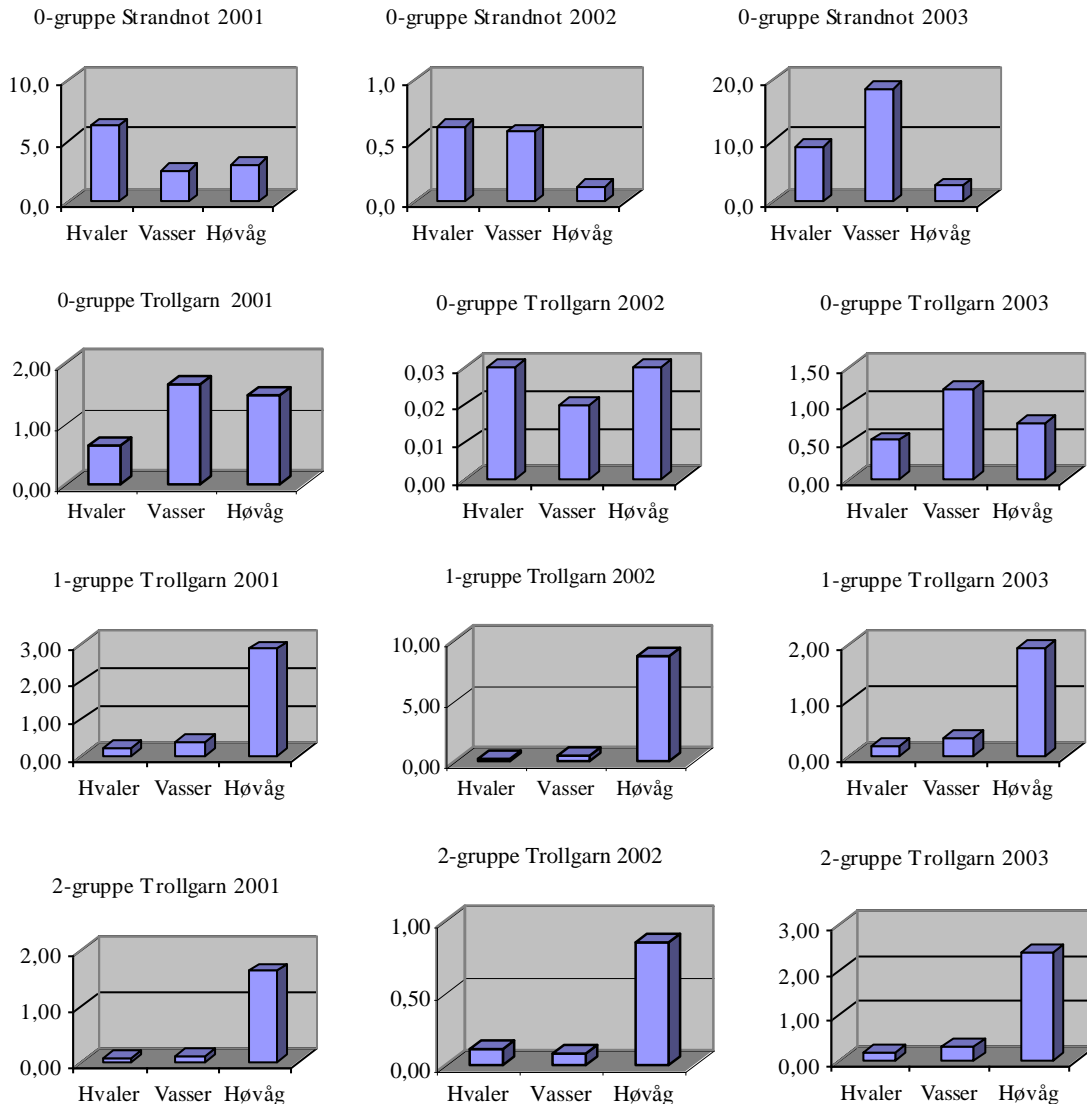 0-gruppe Strandnot 2001
0-gruppe Strandnot 2002
0-gruppe Strandnot 2003
10,0
5,0
0,0
Hvaler Vasser Høvåg
1,0
0,5
0,0
Hvaler Vasser Høvåg
20,0
10,0
0,0
Hvaler Vasser Høvåg
0-gruppe Trollgarn 2001
0-gruppe Trollgarn 2002
0-gruppe Trollgarn 2003
2,00
1,00
0,00
Hvaler Vasser Høvåg
0,03
0,02
0,01
0,00
Hvaler Vasser Høvåg
1,50
1,00
0,50
0,00
Hvaler Vasser Høvåg
1-gruppe Trollgarn 2001
1-gruppe Trollgarn 2002
1-gruppe Trollgarn 2003
3,00
2,00
1,00
0,00
Hvaler Vasser Høvåg
10,00
5,00
0,00
Hvaler Vasser Høvåg
2,00
1,00
0,00
Hvaler Vasser Høvåg
2-gruppe Trollgarn 2001
2-gruppe Trollgarn 2002
2-gruppe Trollgarn 2003
2,00
1,00
0,00
Hvaler Vasser Høvåg
1,00
0,50
0,00
Hvaler Vasser Høvåg
3,00
2,00
1,00
0,00
Hvaler Vasser Høvåg